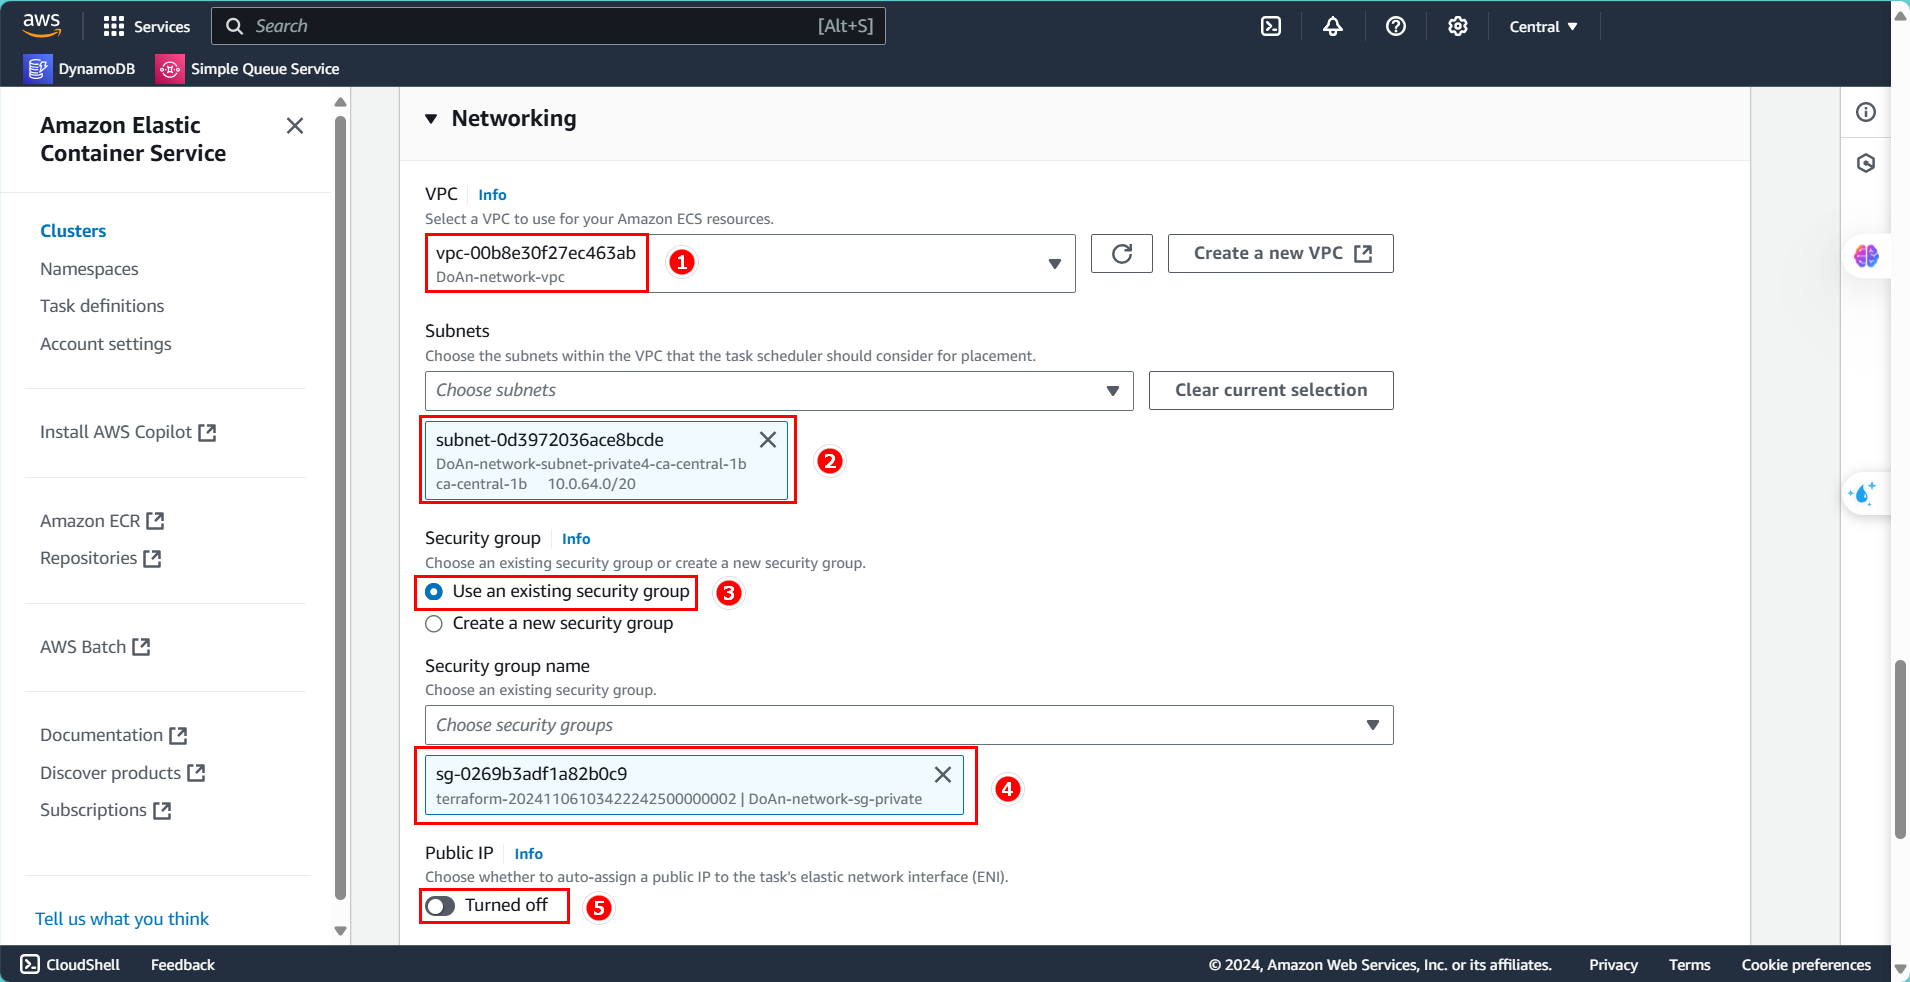 aws
Services
Search
[Alt+S]
Central
DynamoDB
Simple Queue Service
Amazon Elastic
Container Service
Clusters
Namespaces
Task definitions
Account settings
Install AWS Copilot
Amazon ECR
Repositories
AWS Batch
Documentation
Discover products
Subscriptions
Tell us what you think
Networking
VPC Info
Select a VPC to use for your Amazon ECS resources.
vpc-00b8e30f27ec463ab
DoAn-network-vpc
1
Create a new VPC
Subnets
Choose the subnets within the VPC that the task scheduler should consider for placement.
Choose subnets
Clear current selection
subnet-0d3972036ace8bcde
DoAn-network-subnet-private4-ca-central-1b
ca-central-1b 10.0.64.0/20
2
Security group Info
Choose an existing security group or create a new security group.
Use an existing security group
3
Create a new security group
Security group name
Choose an existing security group.
Choose security groups
sg-0269b3adf1a82b0c9
terraform-20241106103422242500000002 | DoAn-network-sg-private
4
Public IP Info
Choose whether to auto-assign a public IP to the task's elastic network interface (ENI).
Turned off
5
CloudShell
Feedback
© 2024, Amazon Web Services, Inc. or its affiliates.
Privacy
Terms
Cookie preferences